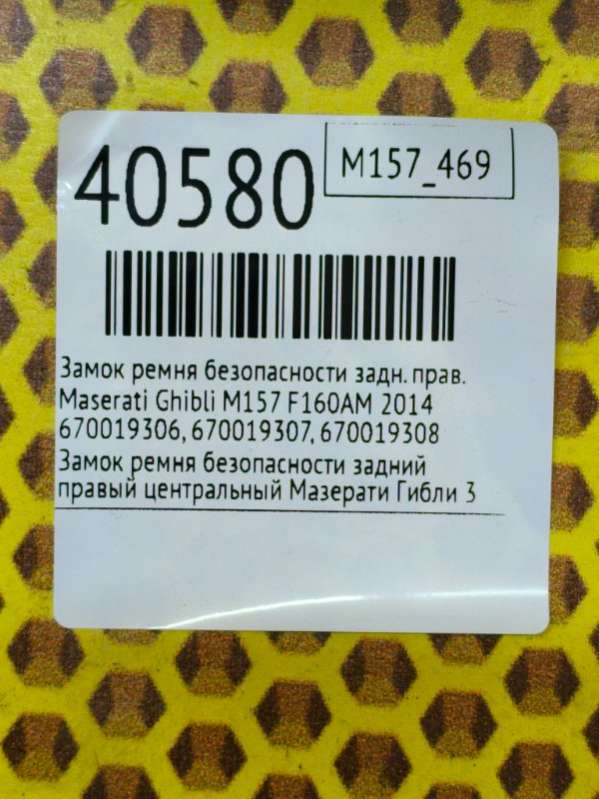 40580
M157_469
Замок ремня безопасности задн. прав.
Maserati Ghibli M157 F160AM 2014
670019306, 670019307, 670019308
Замок ремня безопасности задний
правый центральный Мазерати Гибли 3